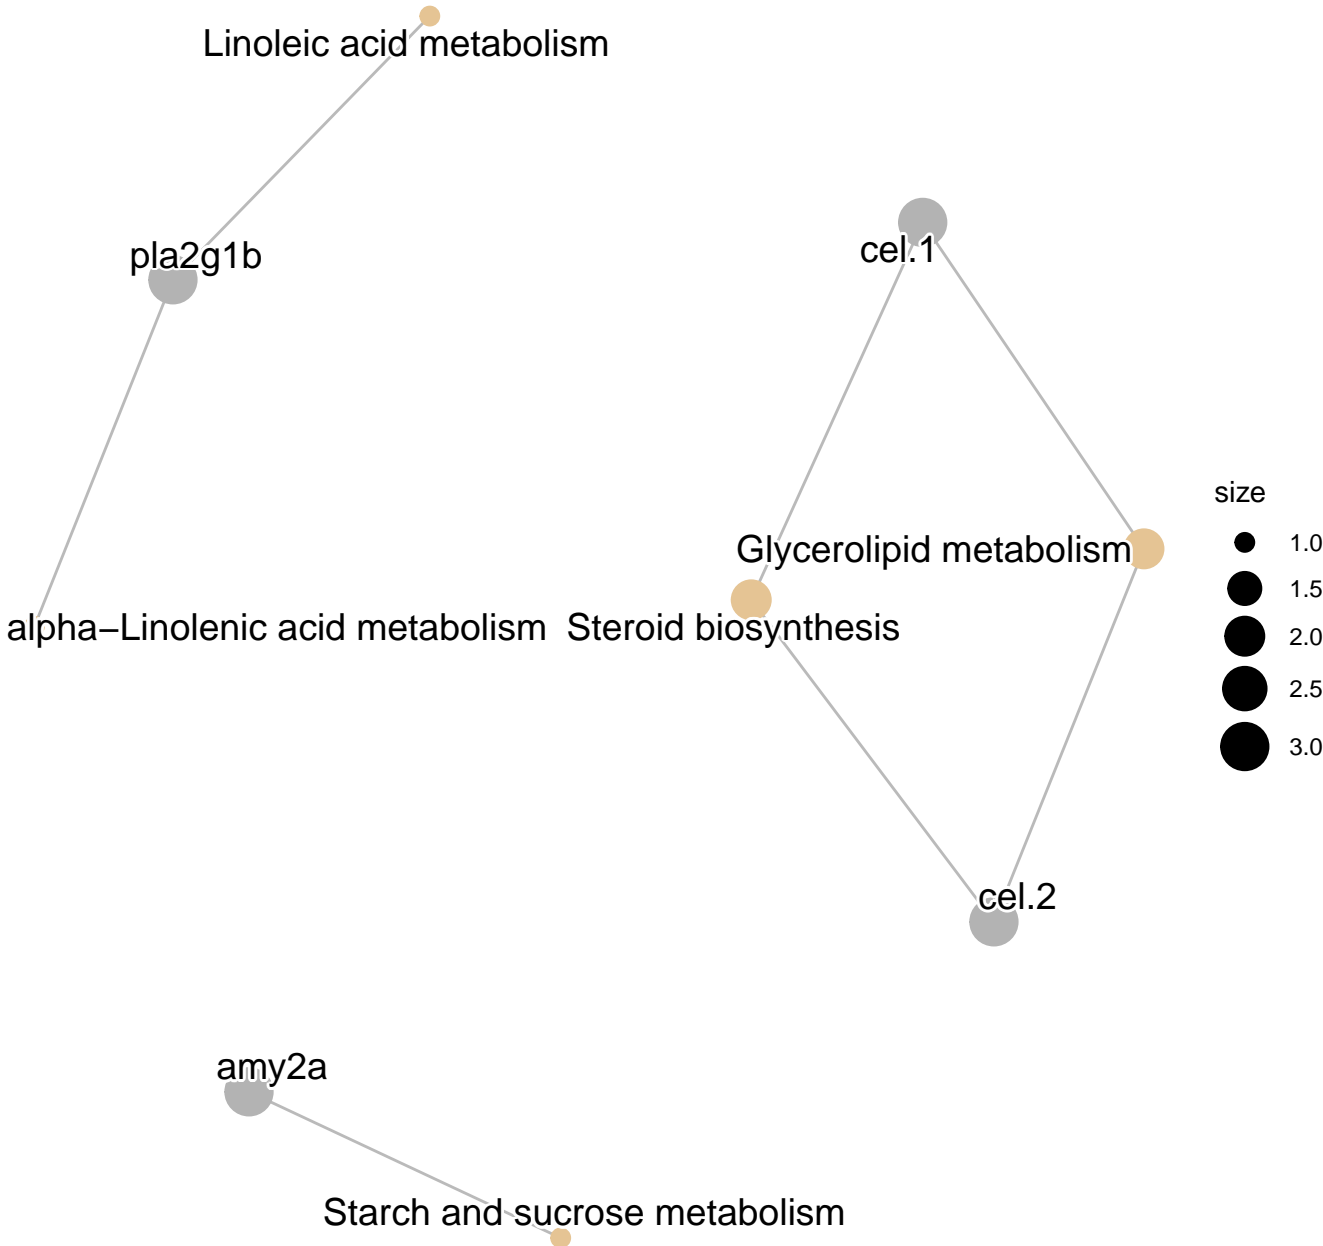 Linoleic acid metabolism
pla2g1b
cel.1
size
Glycerolipid metabolism
1.0
1.5
alpha−Linolenic acid metabolism
Steroid biosynthesis
2.0
2.5
3.0
cel.2
amy2a
Starch and sucrose metabolism